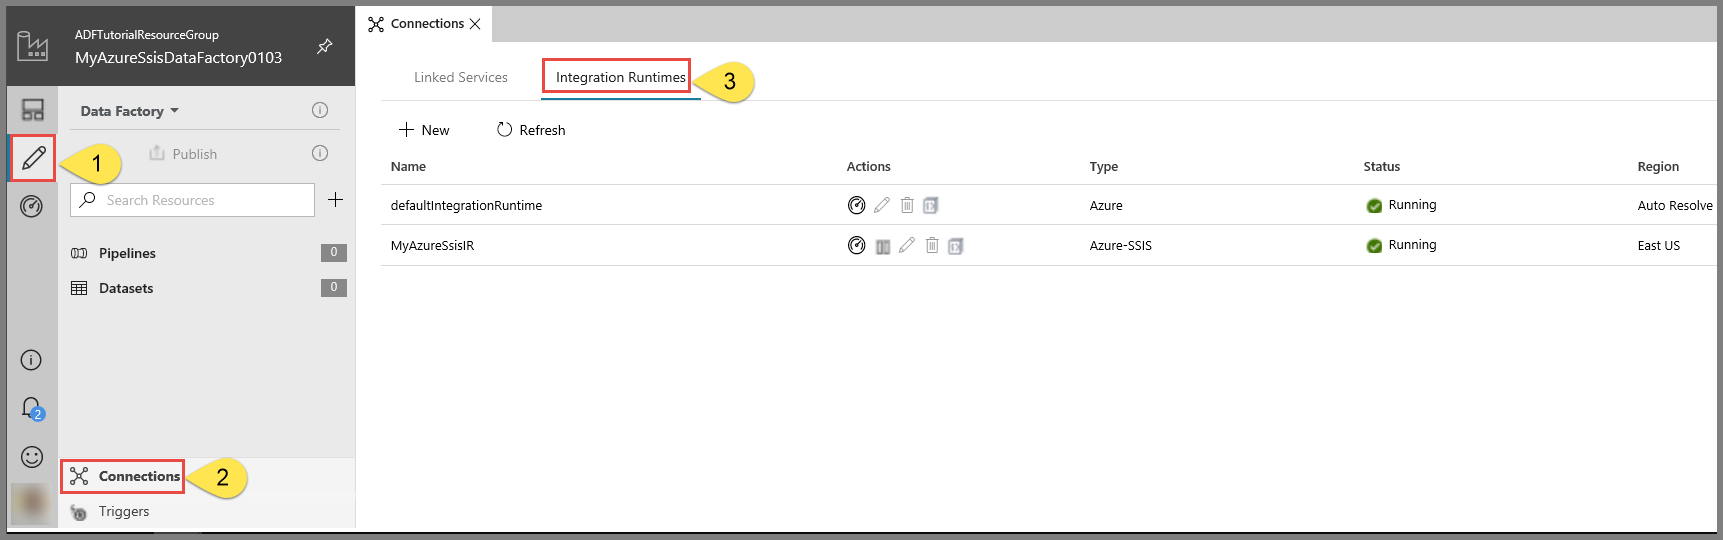 ADFTutorialResourceGroup
MyAzureSsisDataFactory0103
Connections
Linked Services
Integration Runtimes
3
Data Factory
New
Refresh
1
Publish
Search Resources
Name Actions Type Status Region
defaultIntegrationRuntime Azure Running Auto Resolve
MyAzureSsisIR Azure-SSIS Running East US
Pipelines 0
Datasets 0
2
Connections
2
Triggers